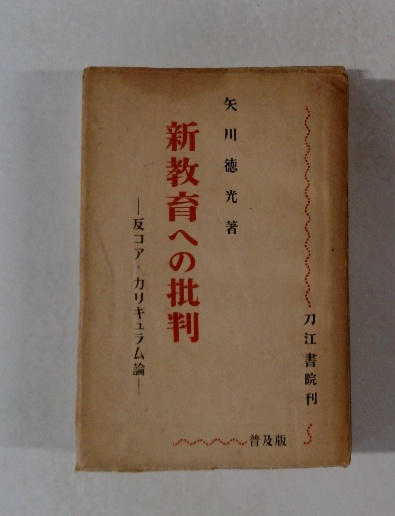 刀江書院刊
矢川徳光著
新教育への批判
―反コア・カリキュラム論―
普及版